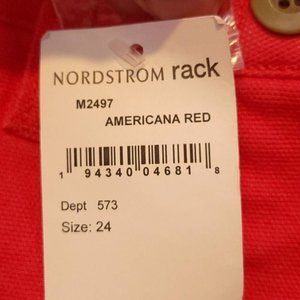 NORDSTROM rack
M2497
AMERICANA RED
1 94340 04681 8
Dept 573
Size: 24